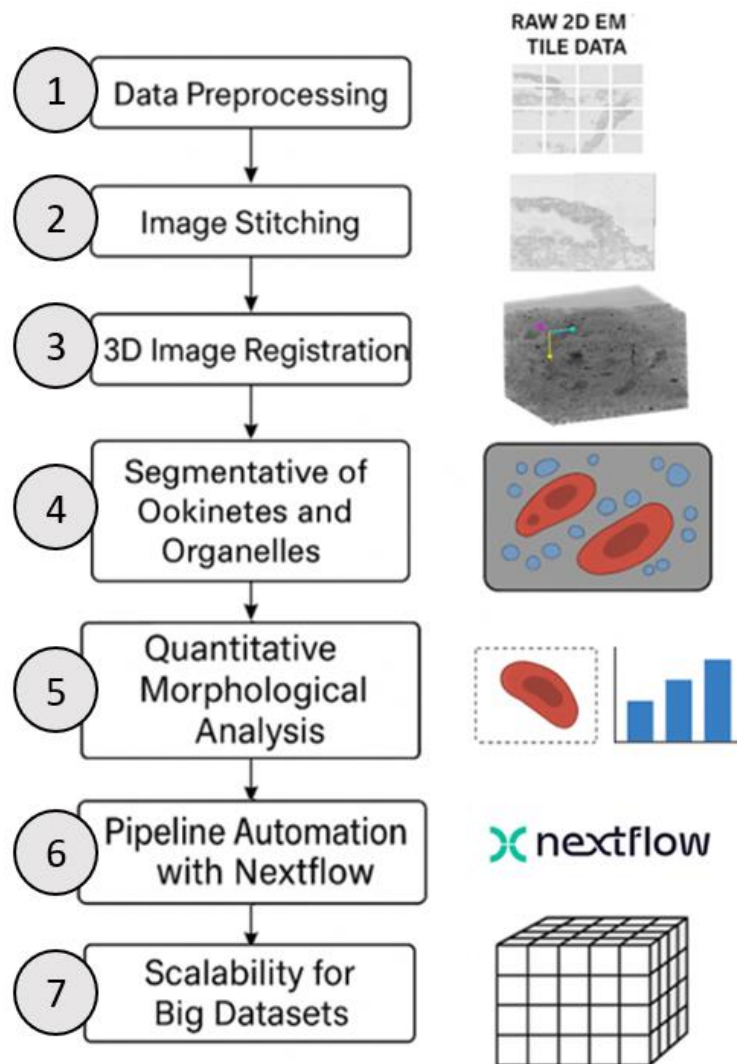 RAW 2D EM
TILE DATA
1
Data Preprocessing
2
Image Stitching
3
3D Image Registration
4
Segmentative of
Ookinetes and
Organelles
5
Quantitative
Morphological
Analysis
6
Pipeline Automation
with Nextflow
nextflow
7
Scalability for
Big Datasets